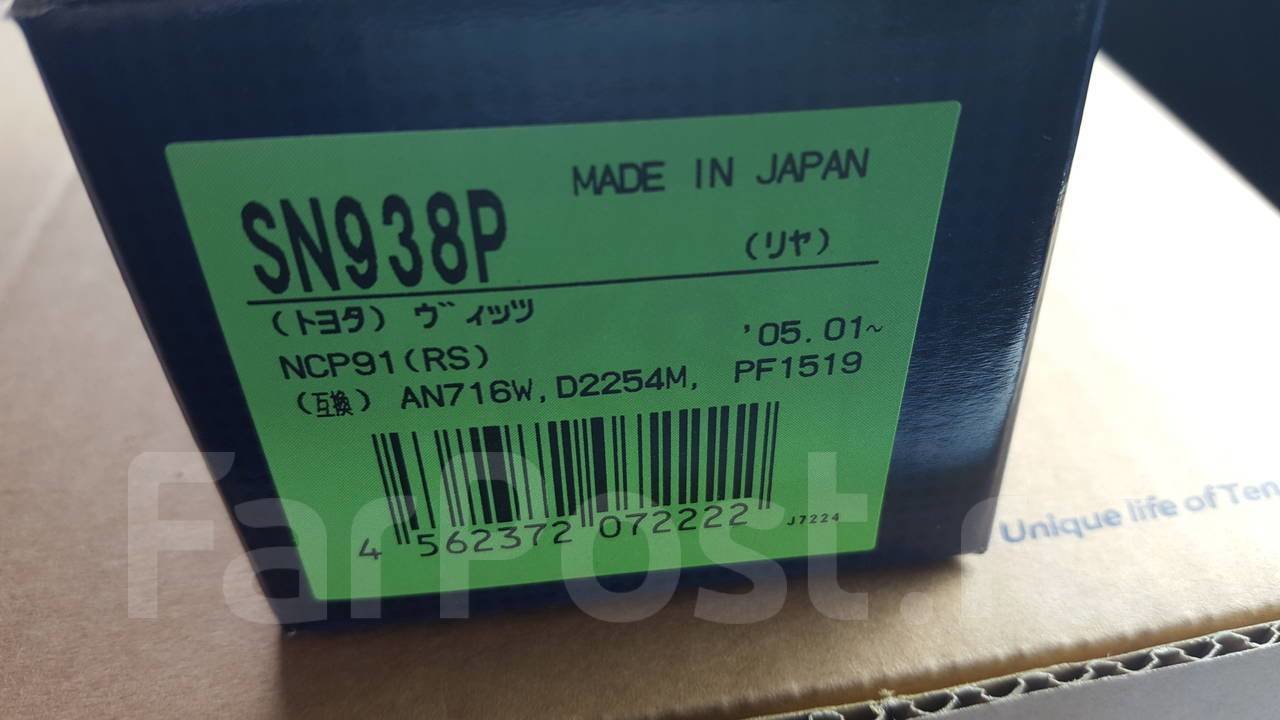 MADE IN JAPAN
SN938P
(リヤ)
(トヨタ) ヴィッツ
NCP91(RS) '05.01~
(互換) AN716W, D2254M, PF1519
4 562372 072222 J7224
Unique life of Ten
FarPost.r